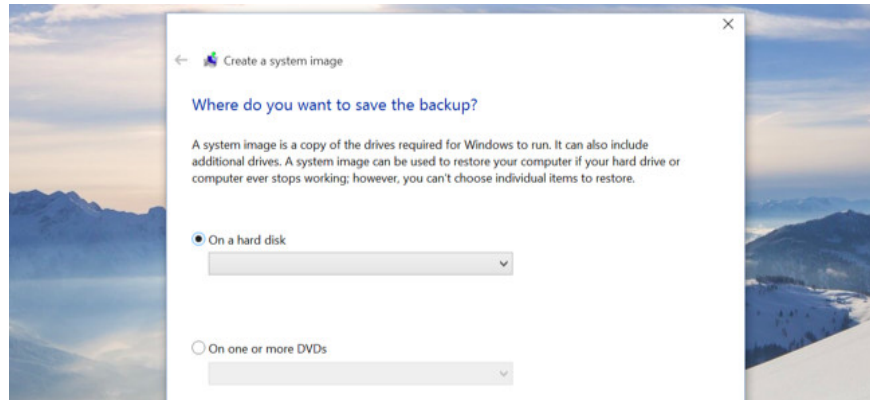 Create a system image
Where do you want to save the backup?
A system image is a copy of the drives required for Windows to run. It can also include
additional drives. A system image can be used to restore your computer if your hard drive or
computer ever stops working; however, you can't choose individual items to restore.
On a hard disk
On one or more DVDs